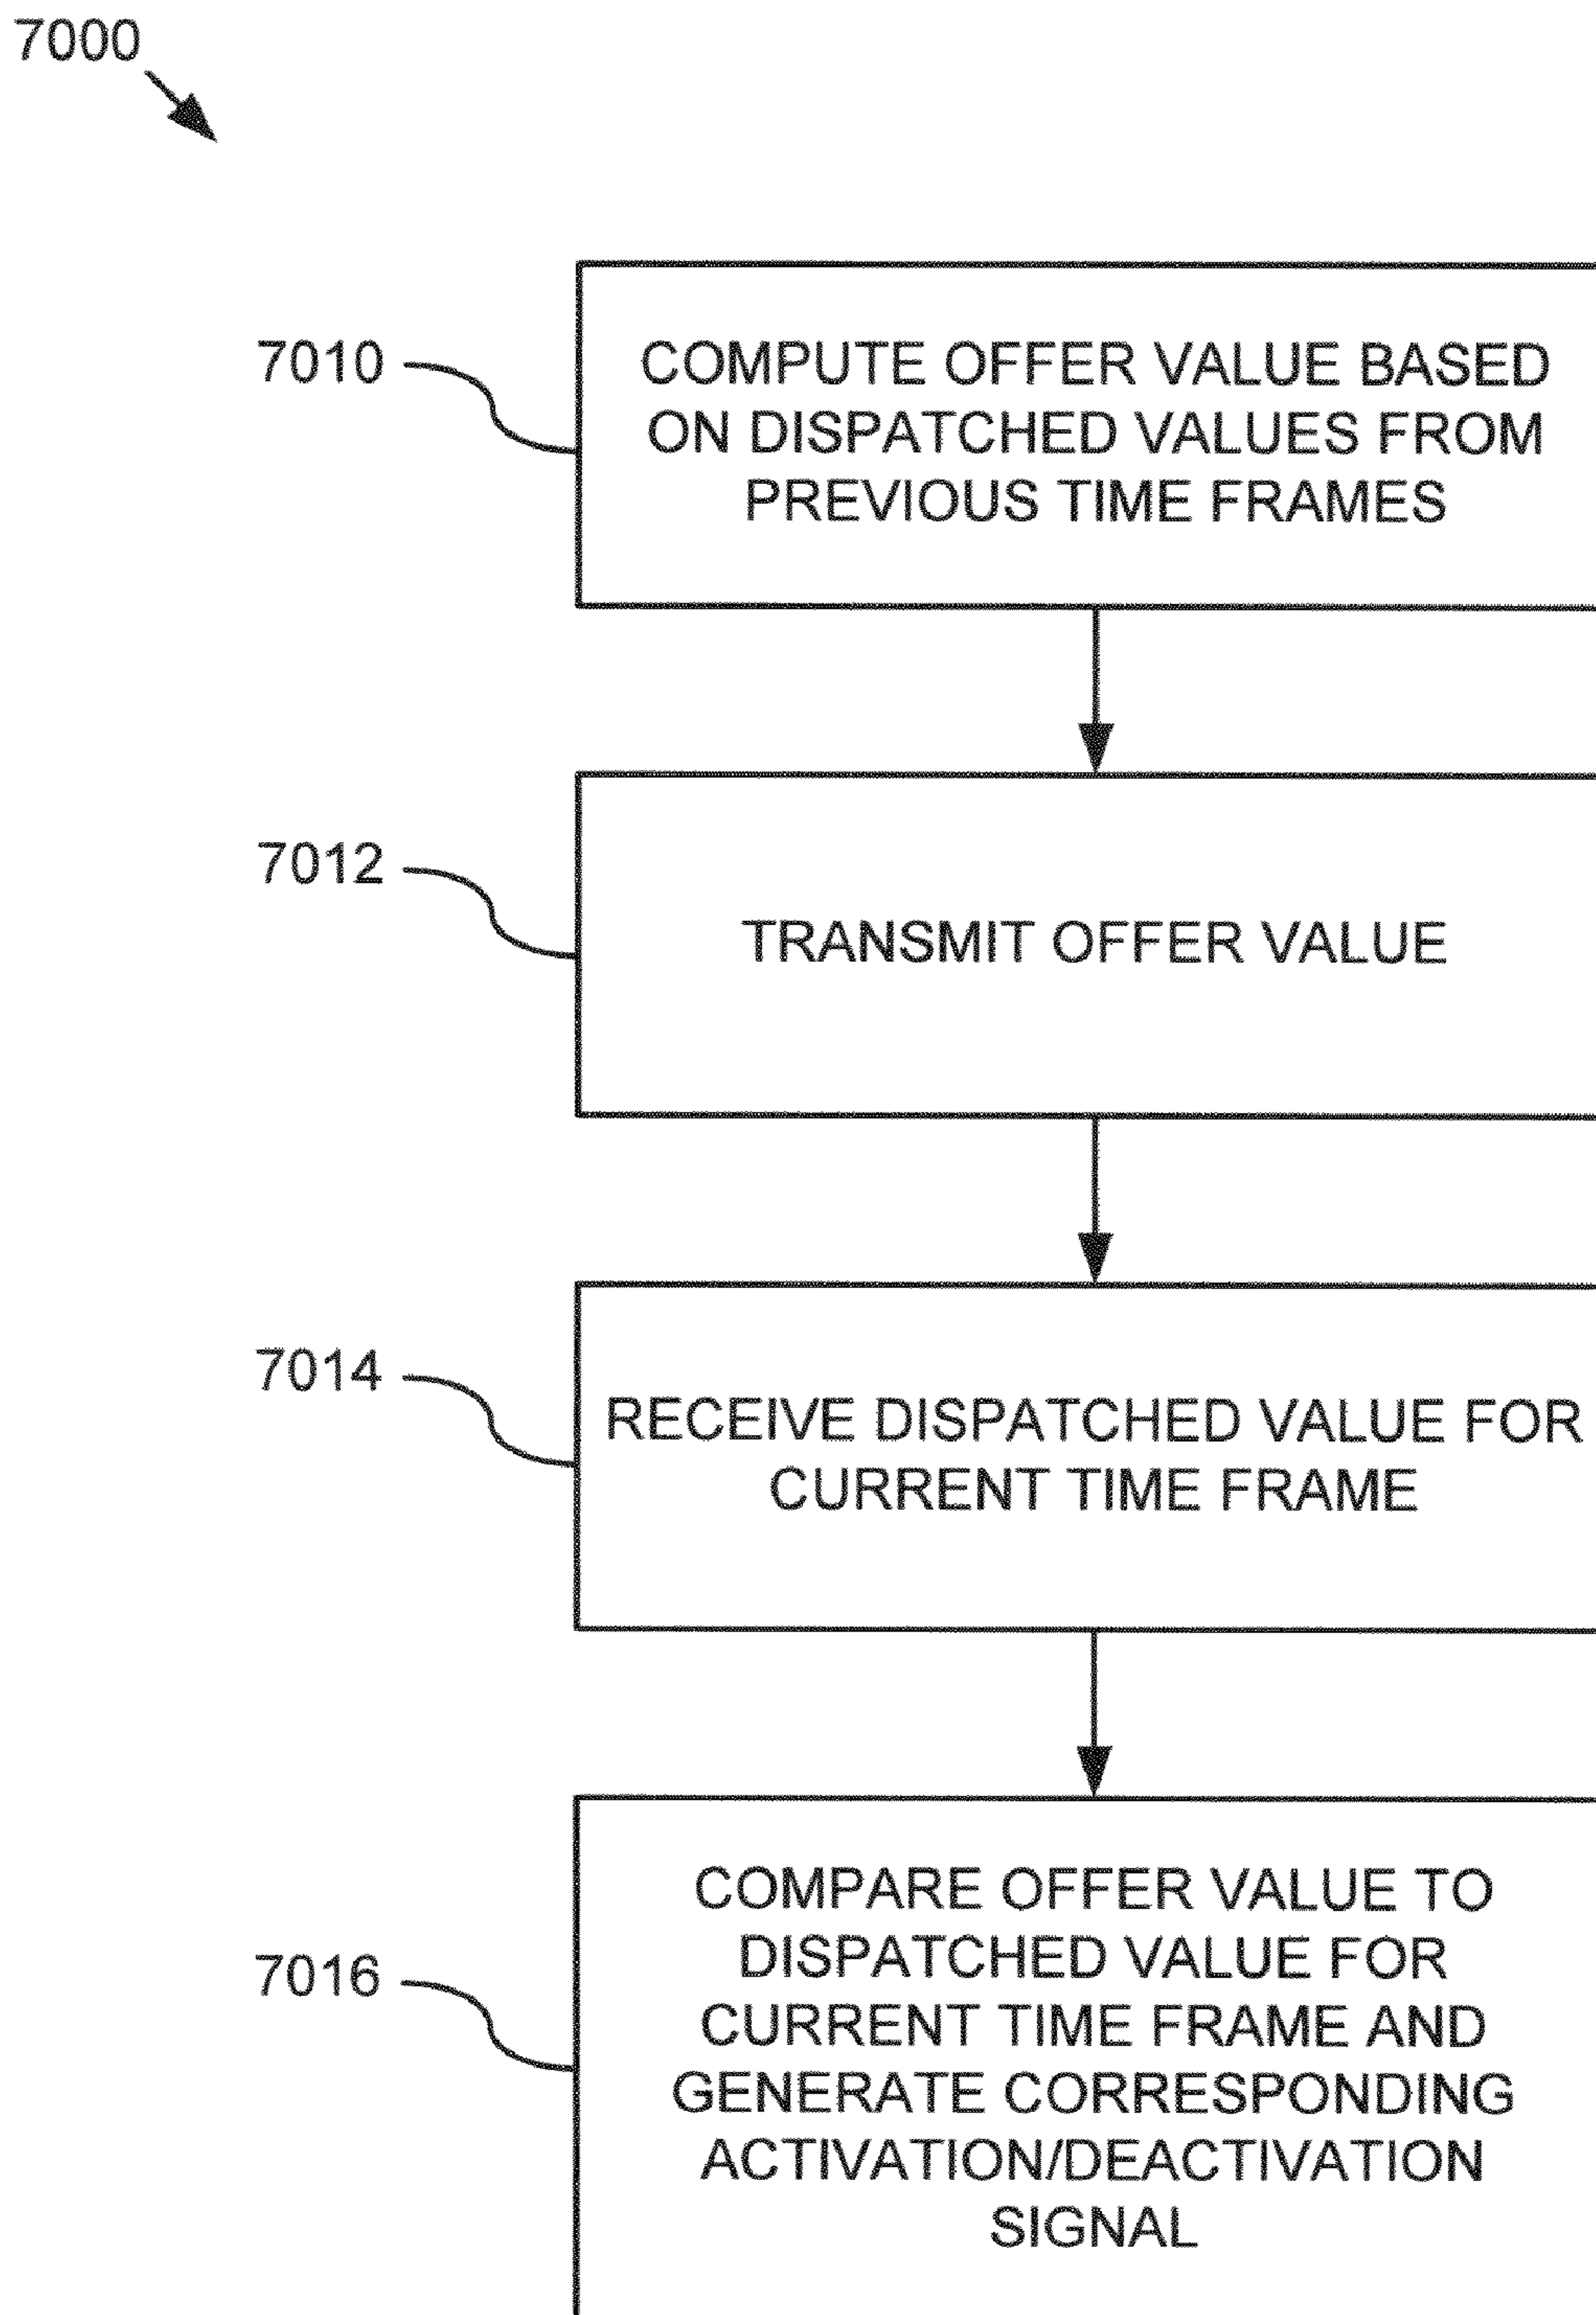 7000
7010
COMPUTE OFFER VALUE BASED
ON DISPATCHED VALUES FROM
PREVIOUS TIME FRAMES
7012
TRANSMIT OFFER VALUE
7014
RECEIVE DISPATCHED VALUE FOR
CURRENT TIME FRAME
7016
COMPARE OFFER VALUE TO
DISPATCHED VALUE FOR
CURRENT TIME FRAME AND
GENERATE CORRESPONDING
ACTIVATION/DEACTIVATION
SIGNAL